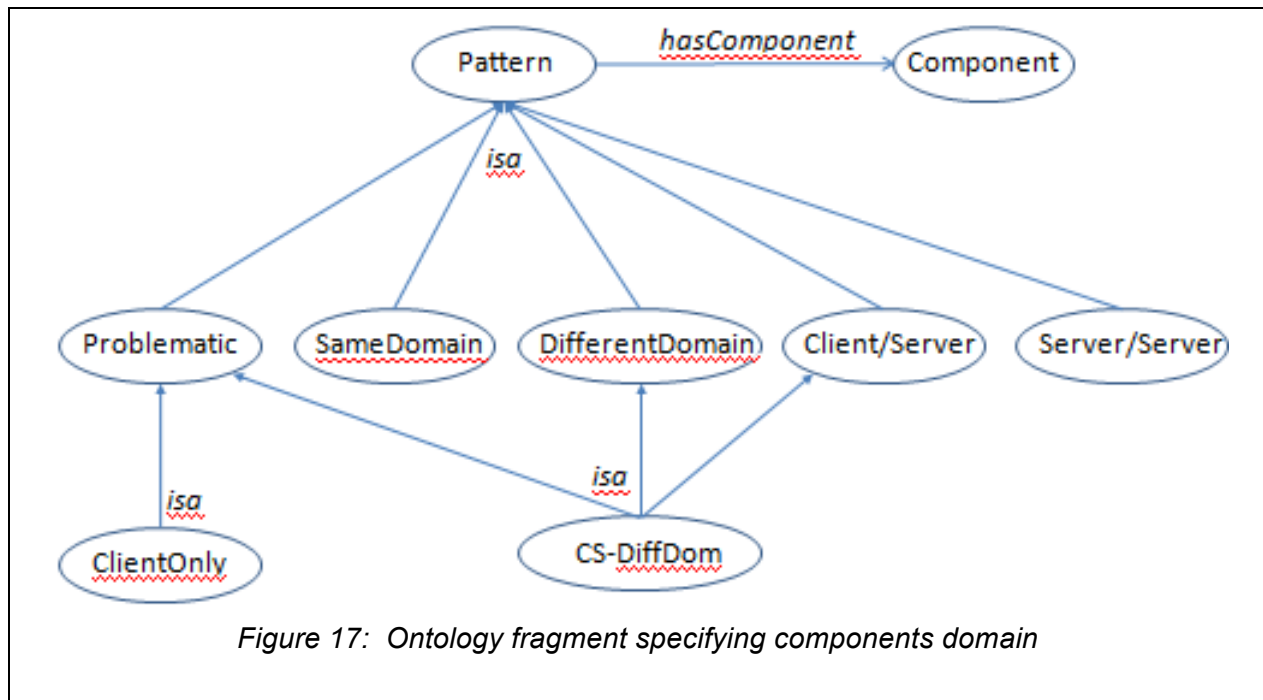 hasComponent
Pattern
Component
isa
Problematic
SameDomain
DifferentDomain
Client/Server
Server/Server
isa
isa
ClientOnly
CS-DiffDom
Figure 17: Ontology fragment specifying components domain